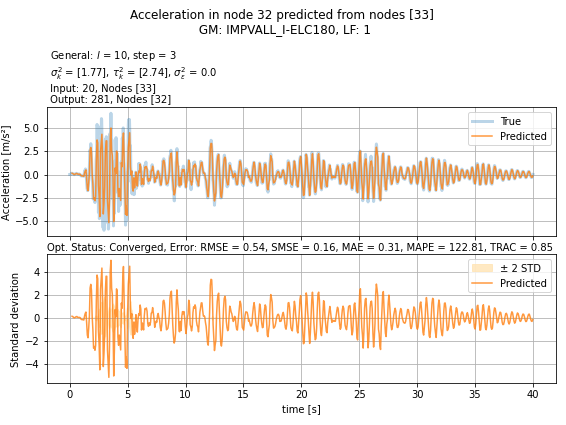 Acceleration in node 32 predicted from nodes [33]
GM: IMPVALL_I-ELC180, LF: 1
General: l = 10, step = 3
σ²ₖ = [1.77], τ²ₖ = [2.74], σ²ε = 0.0
Input: 20, Nodes [33]
Output: 281, Nodes [32]
Acceleration [m/s²]
5.0
2.5
0.0
−2.5
−5.0
True
Predicted
Opt. Status: Converged, Error: RMSE = 0.54, SMSE = 0.16, MAE = 0.31, MAPE = 122.81, TRAC = 0.85
Standard deviation
4
2
0
−2
−4
± 2 STD
Predicted
0 5 10 15 20 25 30 35 40
time [s]